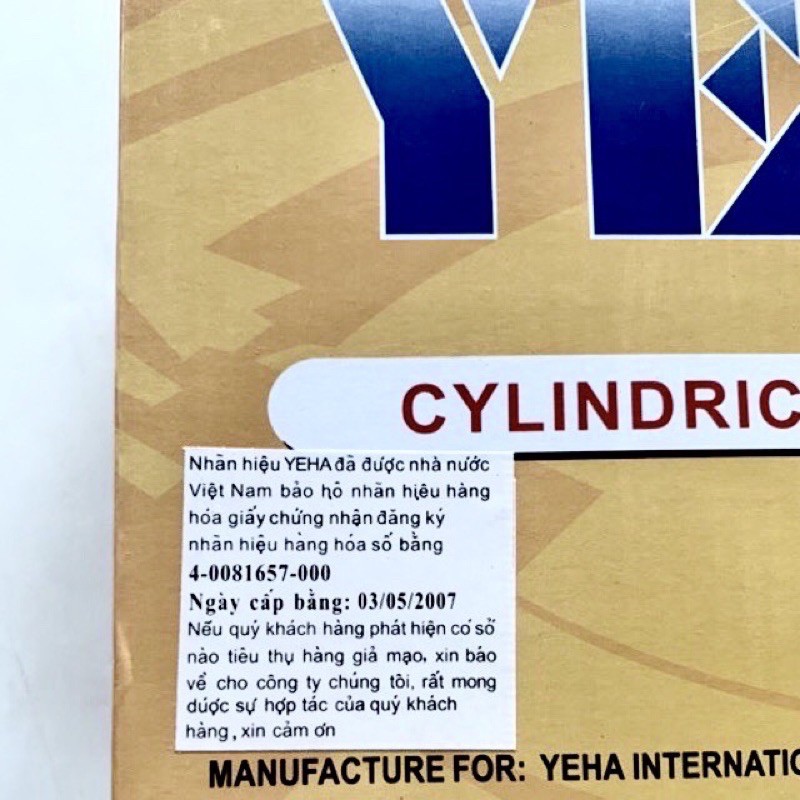 YE
CYLINDRIC
Nhãn hiệu YEHA đã được nhà nước
Việt Nam bảo hộ nhãn hiệu hàng
hóa giấy chứng nhận đăng ký
nhãn hiệu hàng hóa số bằng
4-0081657-000
Ngày cấp bằng: 03/05/2007
Nếu quý khách hàng phát hiện cơ sở
nào tiêu thụ hàng giả mạo, xin báo
về cho công ty chúng tôi, rất mong
dược sự hợp tác của quý khách
hàng, xin cảm ơn
MANUFACTURE FOR: YEHA INTERNATIO